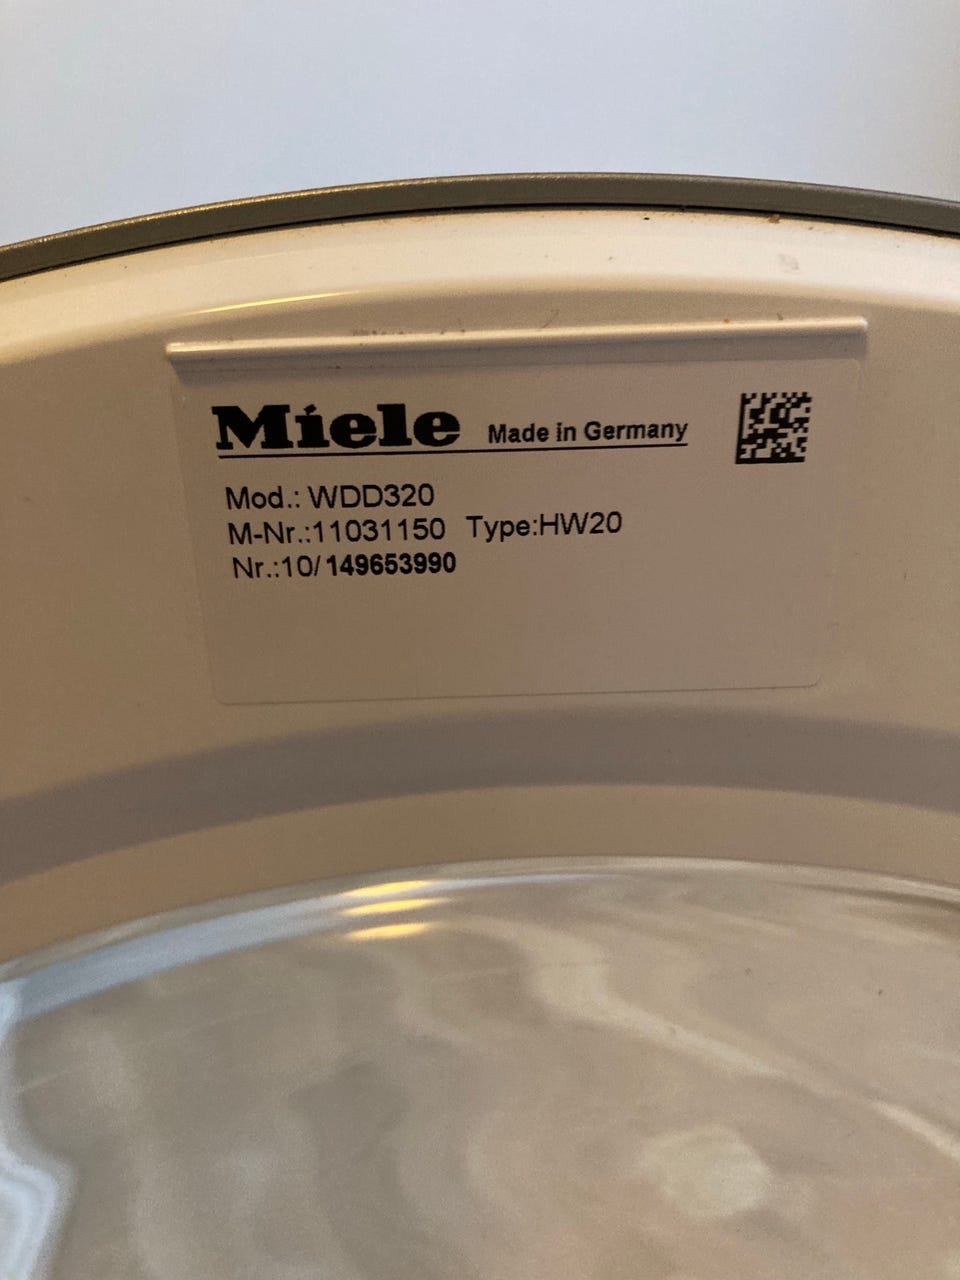 Miele Made in Germany
Mod.: WDD320
M-Nr.:11031150 Type:HW20
Nr.:10/149653990